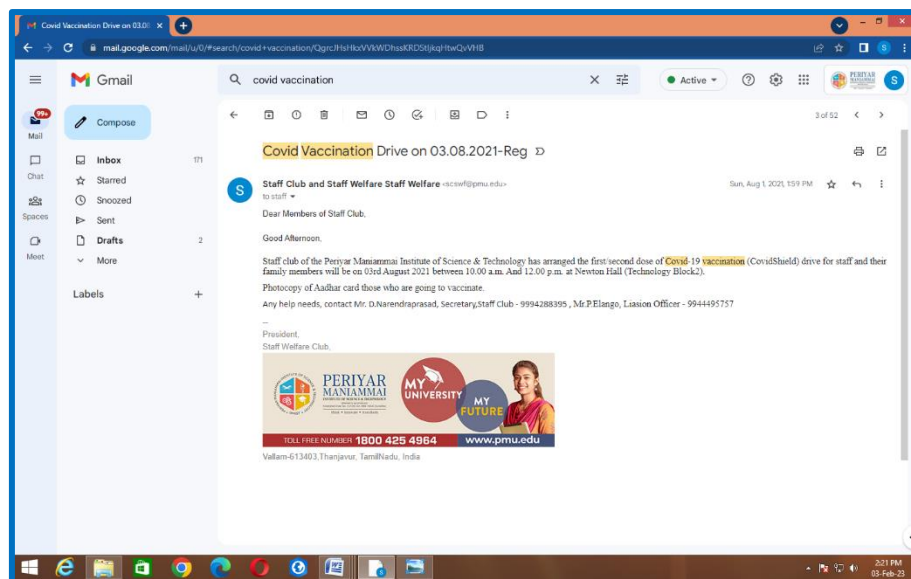 Covid Vaccination Drive on 03.08
mail.google.com/mail/u/0/#search/covid+vaccination/
Gmail
covid vaccination
Active
PERIYAR
MANIAMMAI
S
99+
Mail
Chat
Spaces
Meet
Compose
Inbox 171
Starred
Snoozed
Sent
Drafts 2
More
Labels +
3 of 52
Covid Vaccination Drive on 03.08.2021-Reg
S
Staff Club and Staff Welfare Staff Welfare <scswf@pmu.edu>
Sun, Aug 1, 2021, 1:59 PM
to staff
Dear Members of Staff Club,
Good Afternoon,
Staff club of the Periyar Maniammai Institute of Science & Technology has arranged the first/second dose of Covid-19 vaccination (CovidShield) drive for staff and their
family members will be on 03rd August 2021 between 10.00 a.m. And 12.00 p.m. at Newton Hall (Technology Block2).
Photocopy of Aadhar card those who are going to vaccinate.
Any help needs, contact Mr. D.Narendraprasad, Secretary,Staff Club - 9994288395 , Mr.P.Elango, Liasion Officer - 9944495757
--
President,
Staff Welfare Club,
PERIYAR
MANIAMMAI
MY
UNIVERSITY
MY
FUTURE
TOLL FREE NUMBER 1800 425 4964 www.pmu.edu
Vallam-613403,Thanjavur, TamilNadu, India
2:21 PM
03-Feb-23